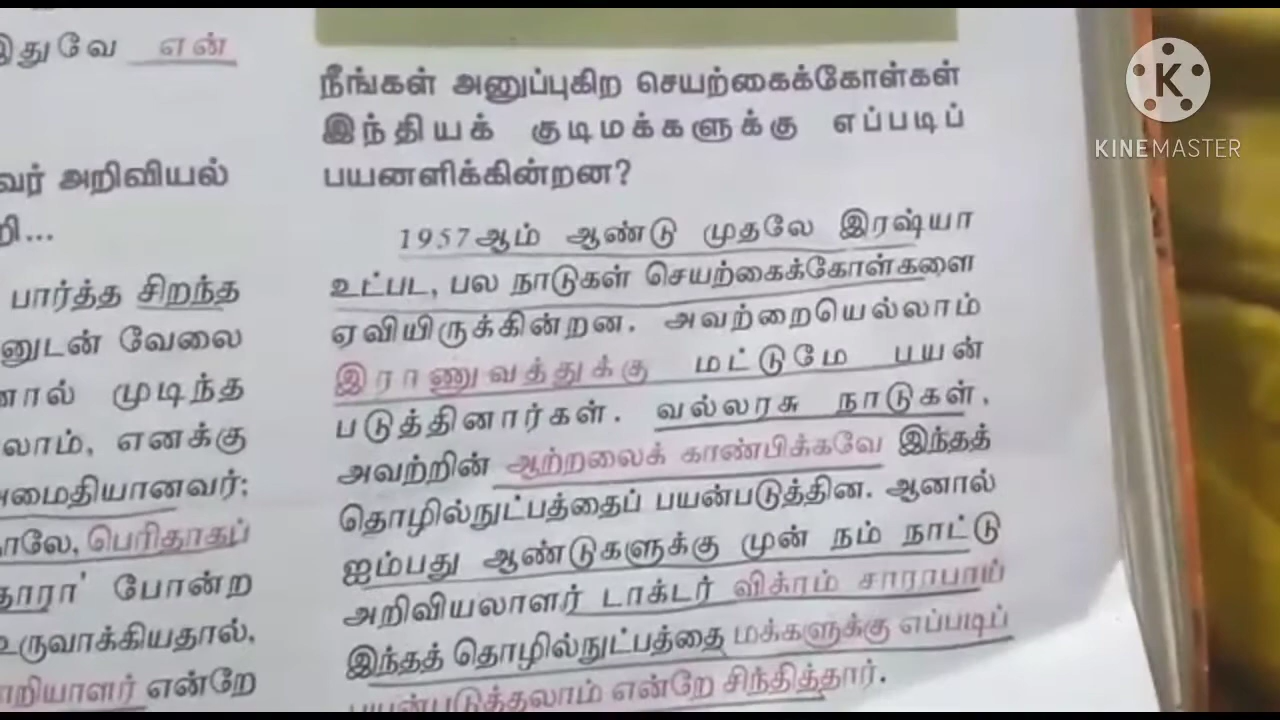 இதுவே என்
அறிவியல்
பார்த்த சிறந்த
வேலை
முடிந்த
எனக்கு
பெரிதாகப்
போன்ற
உருவாக்கியதால்,
என்றே
நீங்கள் அனுப்புகிற செயற்கைக்கோள்கள்
இந்தியக் குடிமக்களுக்கு எப்படிப்
பயனளிக்கின்றன?
1957ஆம் ஆண்டு முதலே இரஷ்யா
உட்பட, பல நாடுகள் செயற்கைக்கோள்களை
ஏவியிருக்கின்றன. அவற்றையெல்லாம்
இராணுவத்துக்கு மட்டுமே பயன்
படுத்தினார்கள். வல்லரசு நாடுகள்,
அவற்றின் ஆற்றலைக் காண்பிக்கவே இந்தத்
தொழில்நுட்பத்தைப் பயன்படுத்தின. ஆனால்
ஐம்பது ஆண்டுகளுக்கு முன் நம் நாட்டு
அறிவியலாளர் டாக்டர் விக்ரம் சாராபாய்
இந்தத் தொழில்நுட்பத்தை மக்களுக்கு எப்படிப்
பயன்படுத்தலாம் என்றே சிந்தித்தார்.
K
KINEMASTER